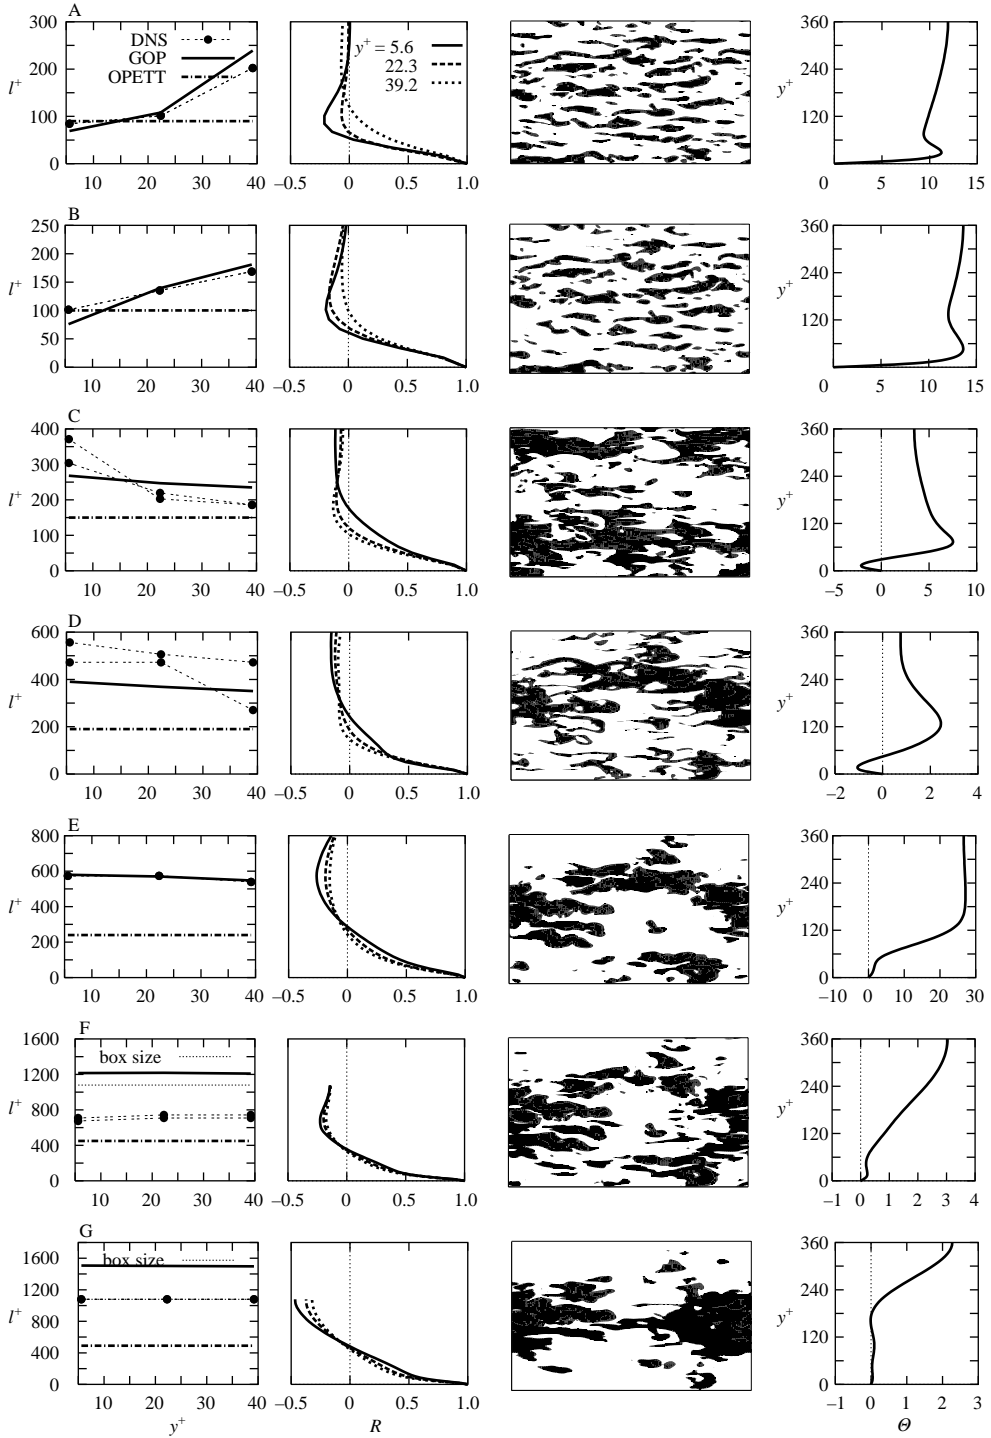 A
300
200
100
0
l+
DNS
GOP
OPETT
10 20 30 40
y+ = 5.6
22.3
39.2
−0.5 0 0.5 1.0
360
240
120
0
y+
5 10 15
B
250
200
150
100
50
0
l+
10 20 30 40
−0.5 0 0.5 1.0
360
240
120
y+
0 5 10 15
C
400
300
200
100
0
l+
10 20 30 40
−0.5 0 0.5 1.0
360
240
120
0
y+
−5 0 5 10
D
600
400
200
0
l+
10 20 30 40
−0.5 0 0.5 1.0
360
240
120
0
y+
−2 0 2 4
E
800
600
400
200
0
l+
10 20 30 40
−0.5 0 0.5 1.0
360
240
120
0
y+
−10 0 10 20 30
F
1600
1200
800
400
0
l+
box size
10 20 30 40
−0.5 0 0.5 1.0
360
240
120
0
y+
−1 0 1 2 3 4
G
1600
1200
800
400
0
l+
box size
10 20 30 40
y+
−0.5 0 0.5 1.0
R
360
240
120
0
y+
−1 0 1 2 3
Θ